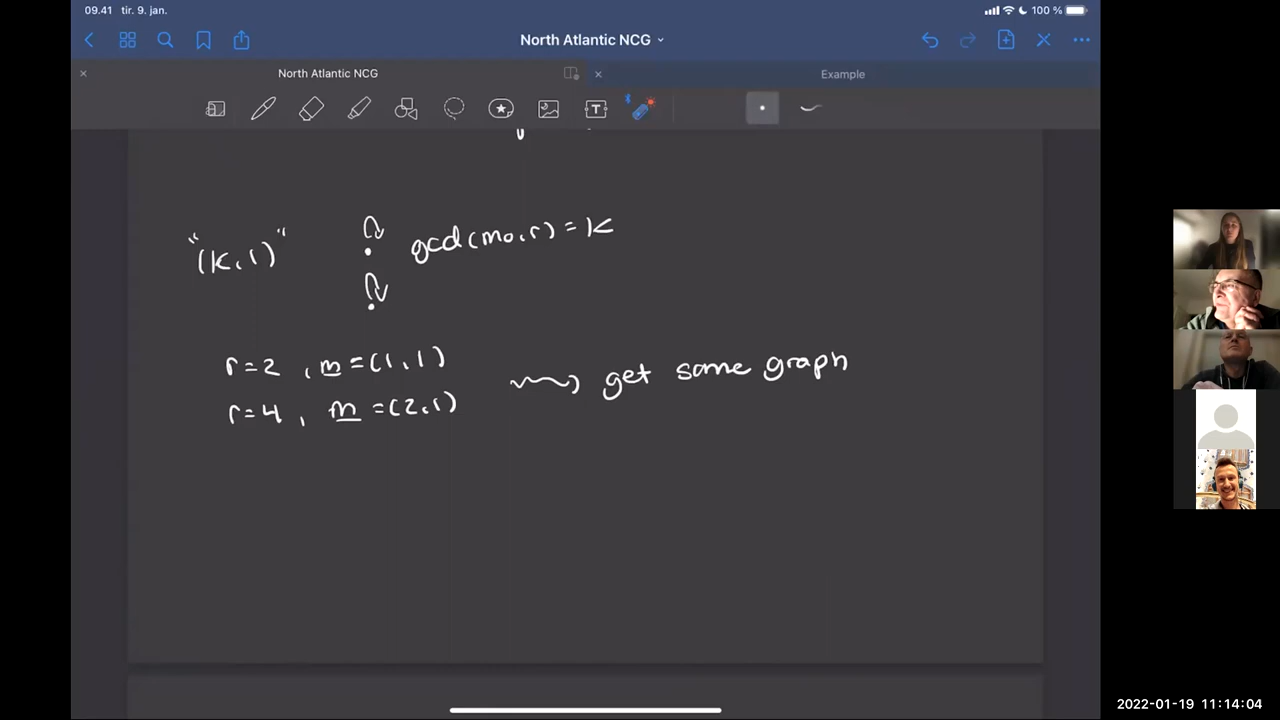 09.41 tir. 9. jan.
100 %
North Atlantic NCG
North Atlantic NCG
Example
"(k,1)" gcd(m₀,r) = k
r=2 , m=(1,1)
get same graph
r=4 , m=(2,1)
2022-01-19 11:14:04